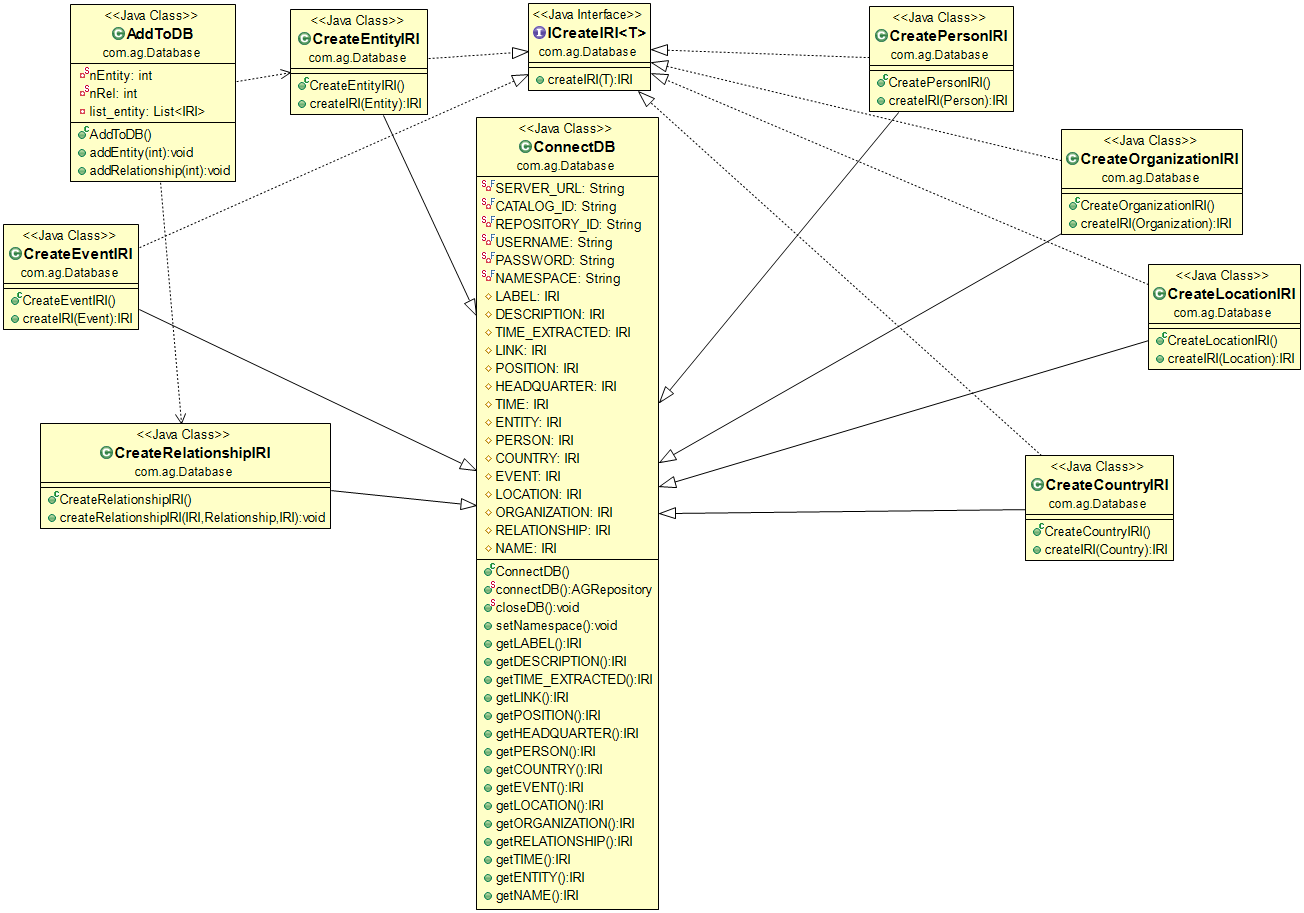 <<Java Class>>
AddToDB
com.ag.Database
nEntity: int
nRel: int
list_entity: List<IRI>
AddToDB()
addEntity(int):void
addRelationship(int):void
<<Java Class>>
CreateEntityIRI
com.ag.Database
CreateEntityIRI()
createIRI(Entity):IRI
<<Java Interface>>
ICreateIRI<T>
com.ag.Database
createIRI(T):IRI
<<Java Class>>
CreatePersonIRI
com.ag.Database
CreatePersonIRI()
createIRI(Person):IRI
<<Java Class>>
CreateOrganizationIRI
com.ag.Database
CreateOrganizationIRI()
createIRI(Organization):IRI
<<Java Class>>
CreateEventIRI
com.ag.Database
CreateEventIRI()
createIRI(Event):IRI
<<Java Class>>
CreateLocationIRI
com.ag.Database
CreateLocationIRI()
createIRI(Location):IRI
<<Java Class>>
CreateRelationshipIRI
com.ag.Database
CreateRelationshipIRI()
createRelationshipIRI(IRI,Relationship,IRI):void
<<Java Class>>
CreateCountryIRI
com.ag.Database
CreateCountryIRI()
createIRI(Country):IRI
<<Java Class>>
ConnectDB
com.ag.Database
SERVER_URL: String
CATALOG_ID: String
REPOSITORY_ID: String
USERNAME: String
PASSWORD: String
NAMESPACE: String
LABEL: IRI
DESCRIPTION: IRI
TIME_EXTRACTED: IRI
LINK: IRI
POSITION: IRI
HEADQUARTER: IRI
TIME: IRI
ENTITY: IRI
PERSON: IRI
COUNTRY: IRI
EVENT: IRI
LOCATION: IRI
ORGANIZATION: IRI
RELATIONSHIP: IRI
NAME: IRI
ConnectDB()
connectDB():AGRepository
closeDB():void
setNamespace():void
getLABEL():IRI
getDESCRIPTION():IRI
getTIME_EXTRACTED():IRI
getLINK():IRI
getPOSITION():IRI
getHEADQUARTER():IRI
getPERSON():IRI
getCOUNTRY():IRI
getEVENT():IRI
getLOCATION():IRI
getORGANIZATION():IRI
getRELATIONSHIP():IRI
getTIME():IRI
getENTITY():IRI
getNAME():IRI